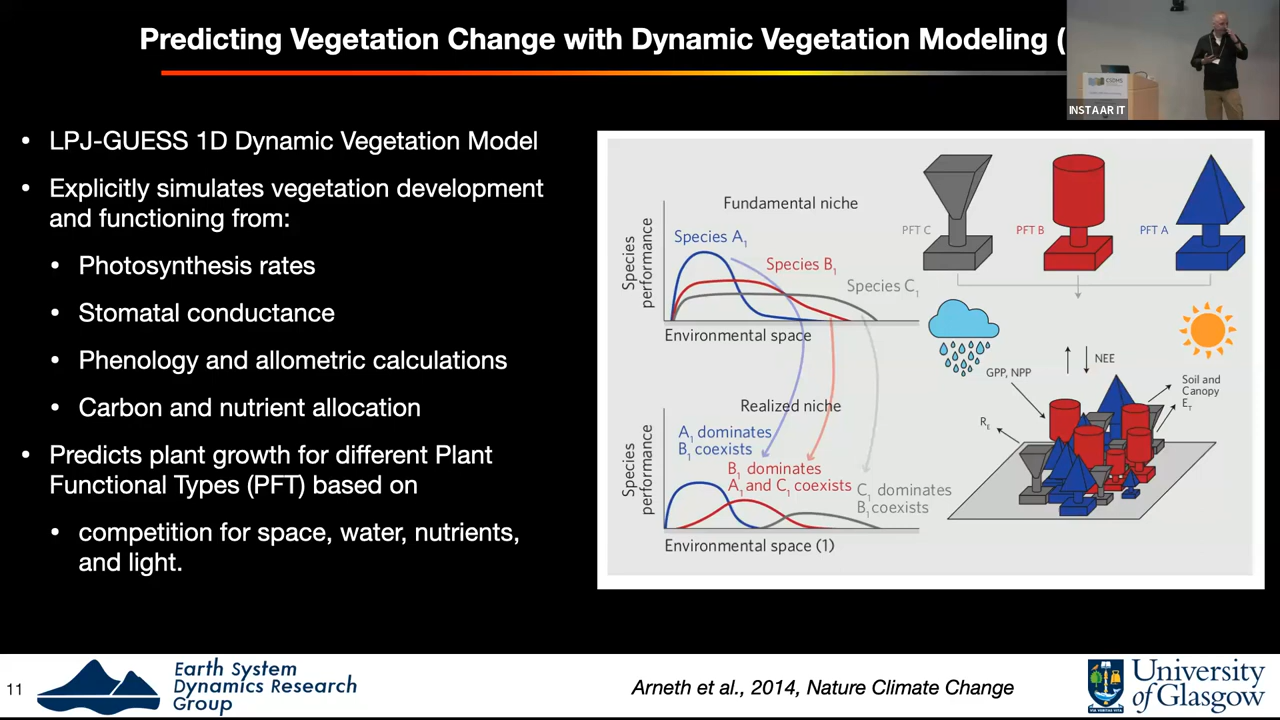 Predicting Vegetation Change with Dynamic Vegetation Modeling (
INSTAAR IT
• LPJ-GUESS 1D Dynamic Vegetation Model
• Explicitly simulates vegetation development
and functioning from:
• Photosynthesis rates
• Stomatal conductance
• Phenology and allometric calculations
• Carbon and nutrient allocation
• Predicts plant growth for different Plant
Functional Types (PFT) based on
• competition for space, water, nutrients,
and light.
Fundamental niche
Species
performance
Species A₁
Species B₁
Species C₁
Environmental space
Realized niche
Species
performance
A₁ dominates
B₁ coexists
B₁ dominates
A₁ and C₁ coexists
C₁ dominates
B₁ coexists
Environmental space (1)
PFT C
PFT B
PFT A
NEE
GPP, NPP
Soil and
Canopy
E_T
R_E
11
Earth System
Dynamics Research
Group
Arneth et al., 2014, Nature Climate Change
University
of Glasgow